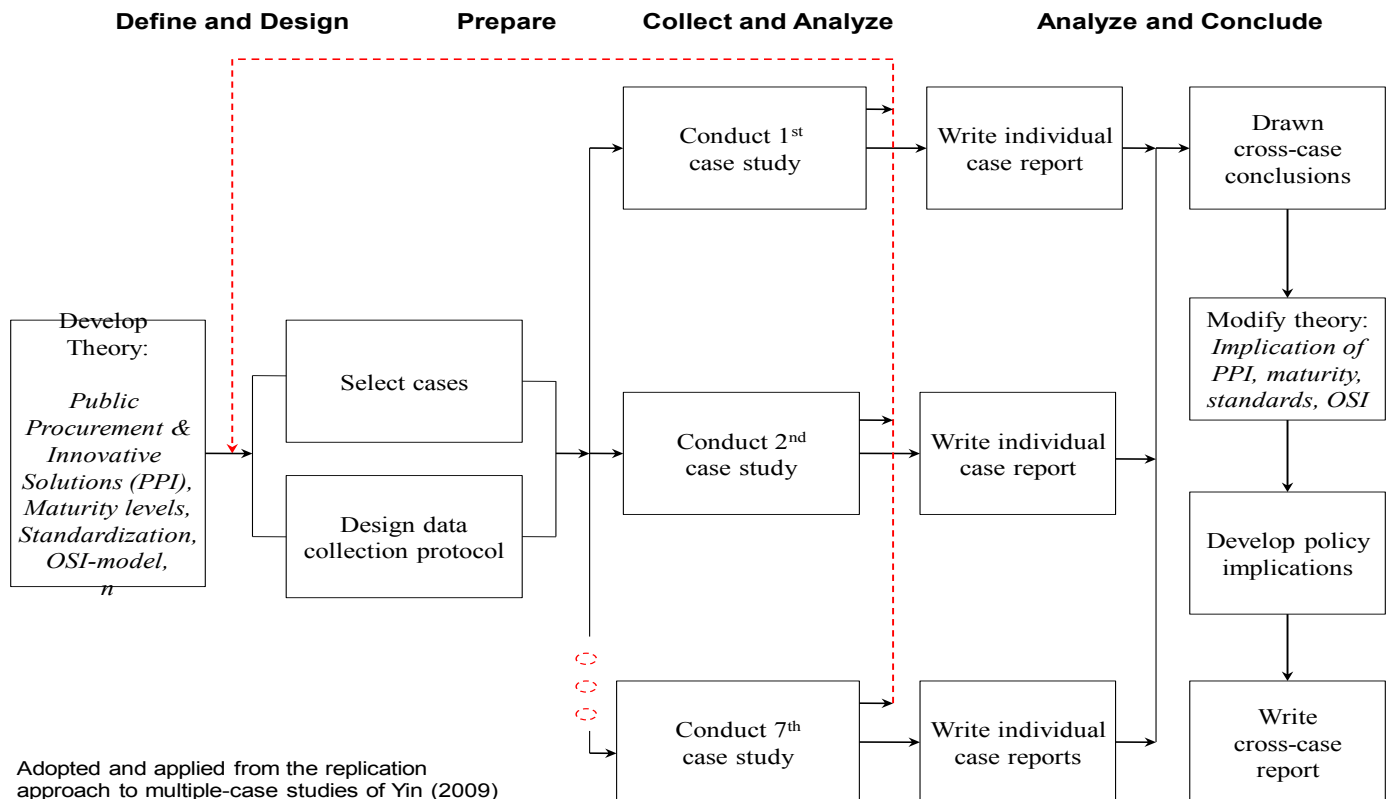 Define and Design
Prepare
Collect and Analyze
Analyze and Conclude
Develop
Theory:
Public
Procurement &
Innovative
Solutions (PPI),
Maturity levels,
Standardization,
OSI-model,
n
Select cases
Design data
collection protocol
Conduct 1st
case study
Write individual
case report
Drawn
cross-case
conclusions
Conduct 2nd
case study
Write individual
case report
Modify theory:
Implication of
PPI, maturity,
standards, OSI
Develop policy
implications
Conduct 7th
case study
Write individual
case reports
Write
cross-case
report
Adopted and applied from the replication
approach to multiple-case studies of Yin (2009)